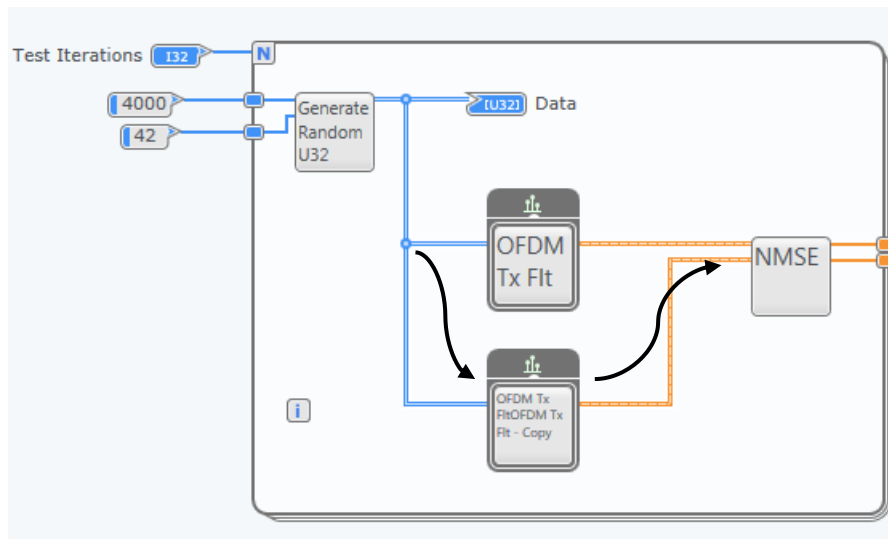 Test Iterations I32 N
4000
42
Generate
Random
U32
[U32] Data
OFDM
Tx Flt
NMSE
OFDM Tx
FltOFDM Tx
Flt - Copy
i